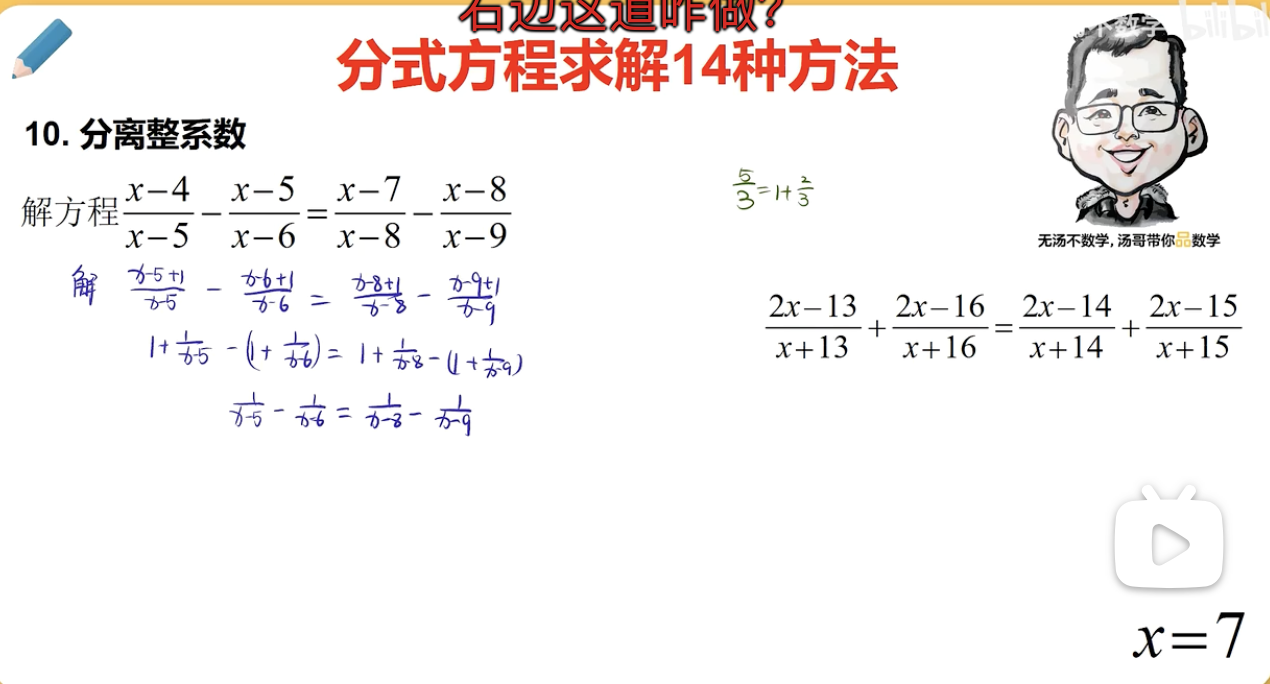 右边这道咋做？
分式方程求解14种方法
bilibili
10. 分离整系数
解方程 \frac{x-4}{x-5} - \frac{x-5}{x-6} = \frac{x-7}{x-8} - \frac{x-8}{x-9}
解 \frac{x-5+1}{x-5} - \frac{x-6+1}{x-6} = \frac{x-8+1}{x-8} - \frac{x-9+1}{x-9}
1+\frac{1}{x-5} - (1+\frac{1}{x-6}) = 1+\frac{1}{x-8} - (1+\frac{1}{x-9})
\frac{1}{x-5} - \frac{1}{x-6} = \frac{1}{x-8} - \frac{1}{x-9}
\frac{5}{3} = 1+\frac{2}{3}
无汤不数学, 汤哥带你品数学
\frac{2x-13}{x+13} + \frac{2x-16}{x+16} = \frac{2x-14}{x+14} + \frac{2x-15}{x+15}
x=7